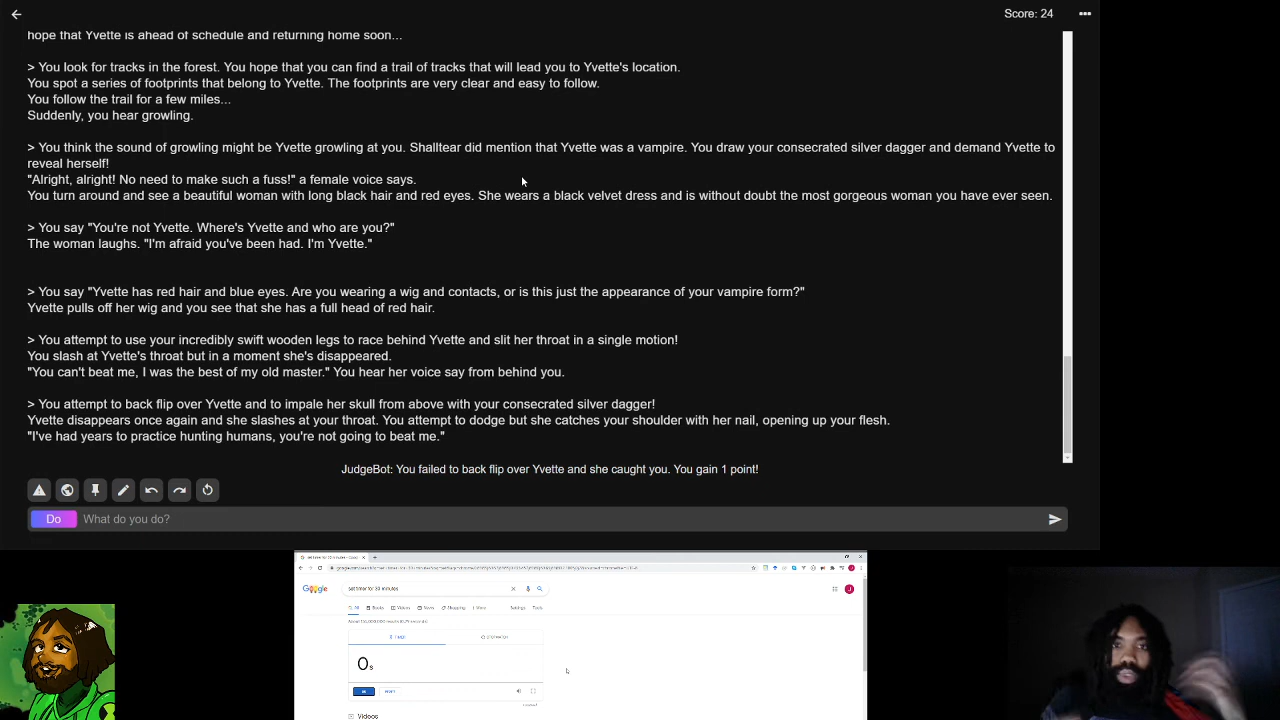 Score: 24
hope that Yvette is ahead of schedule and returning home soon...
> You look for tracks in the forest. You hope that you can find a trail of tracks that will lead you to Yvette's location.
You spot a series of footprints that belong to Yvette. The footprints are very clear and easy to follow.
You follow the trail for a few miles...
Suddenly, you hear growling.
> You think the sound of growling might be Yvette growling at you. Shalltear did mention that Yvette was a vampire. You draw your consecrated silver dagger and demand Yvette to
reveal herself!
"Alright, alright! No need to make such a fuss!" a female voice says.
You turn around and see a beautiful woman with long black hair and red eyes. She wears a black velvet dress and is without doubt the most gorgeous woman you have ever seen.
> You say "You're not Yvette. Where's Yvette and who are you?"
The woman laughs. "I'm afraid you've been had. I'm Yvette."
> You say "Yvette has red hair and blue eyes. Are you wearing a wig and contacts, or is this just the appearance of your vampire form?"
Yvette pulls off her wig and you see that she has a full head of red hair.
> You attempt to use your incredibly swift wooden legs to race behind Yvette and slit her throat in a single motion!
You slash at Yvette's throat but in a moment she's disappeared.
"You can't beat me, I was the best of my old master." You hear her voice say from behind you.
> You attempt to back flip over Yvette and to impale her skull from above with your consecrated silver dagger!
Yvette disappears once again and she slashes at your throat. You attempt to dodge but she catches your shoulder with her nail, opening up your flesh.
"I've had years to practice hunting humans, you're not going to beat me."
JudgeBot: You failed to back flip over Yvette and she caught you. You gain 1 point!
Do What do you do?
Google
set timer for 30 minutes
All Books Videos News Shopping More Settings Tools
TIMER STOPWATCH
0s
Videos